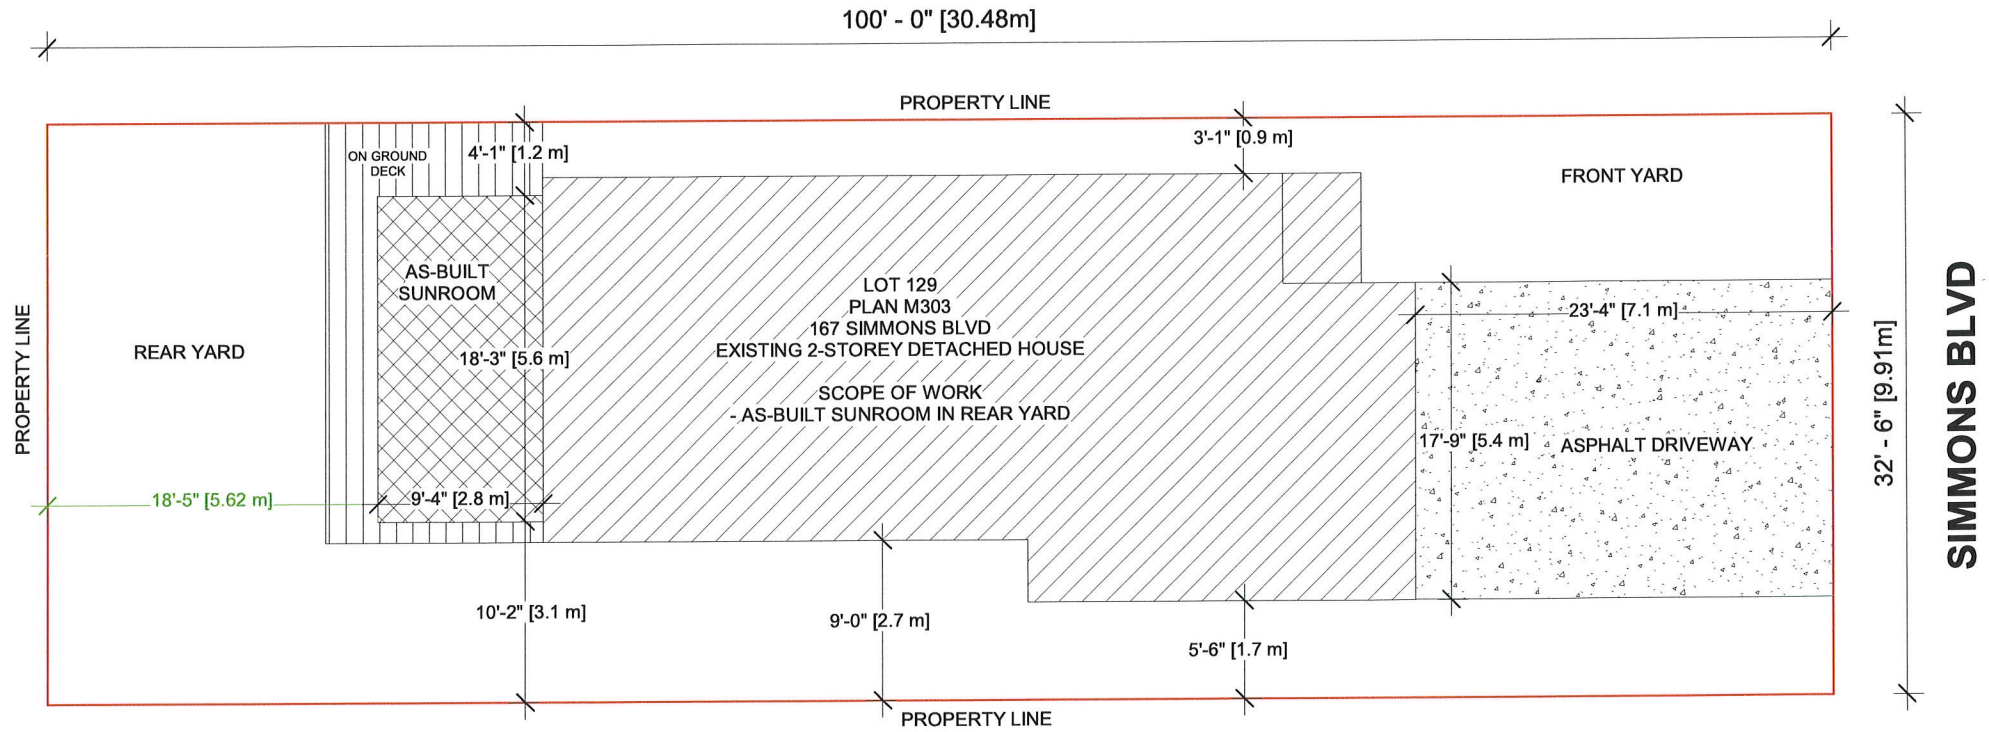 100' - 0" [30.48m]
PROPERTY LINE
3'-1" [0.9 m]
ON GROUND
DECK
4'-1" [1.2 m]
FRONT YARD
AS-BUILT
SUNROOM
LOT 129
PLAN M303
167 SIMMONS BLVD
EXISTING 2-STOREY DETACHED HOUSE
SCOPE OF WORK
- AS-BUILT SUNROOM IN REAR YARD
23'-4" [7.1 m]
PROPERTY LINE
REAR YARD
18'-3" [5.6 m]
17'-9" [5.4 m]
ASPHALT DRIVEWAY
32' - 6" [9.91m]
SIMMONS BLVD
18'-5" [5.62 m]
9'-4" [2.8 m]
10'-2" [3.1 m]
9'-0" [2.7 m]
5'-6" [1.7 m]
PROPERTY LINE